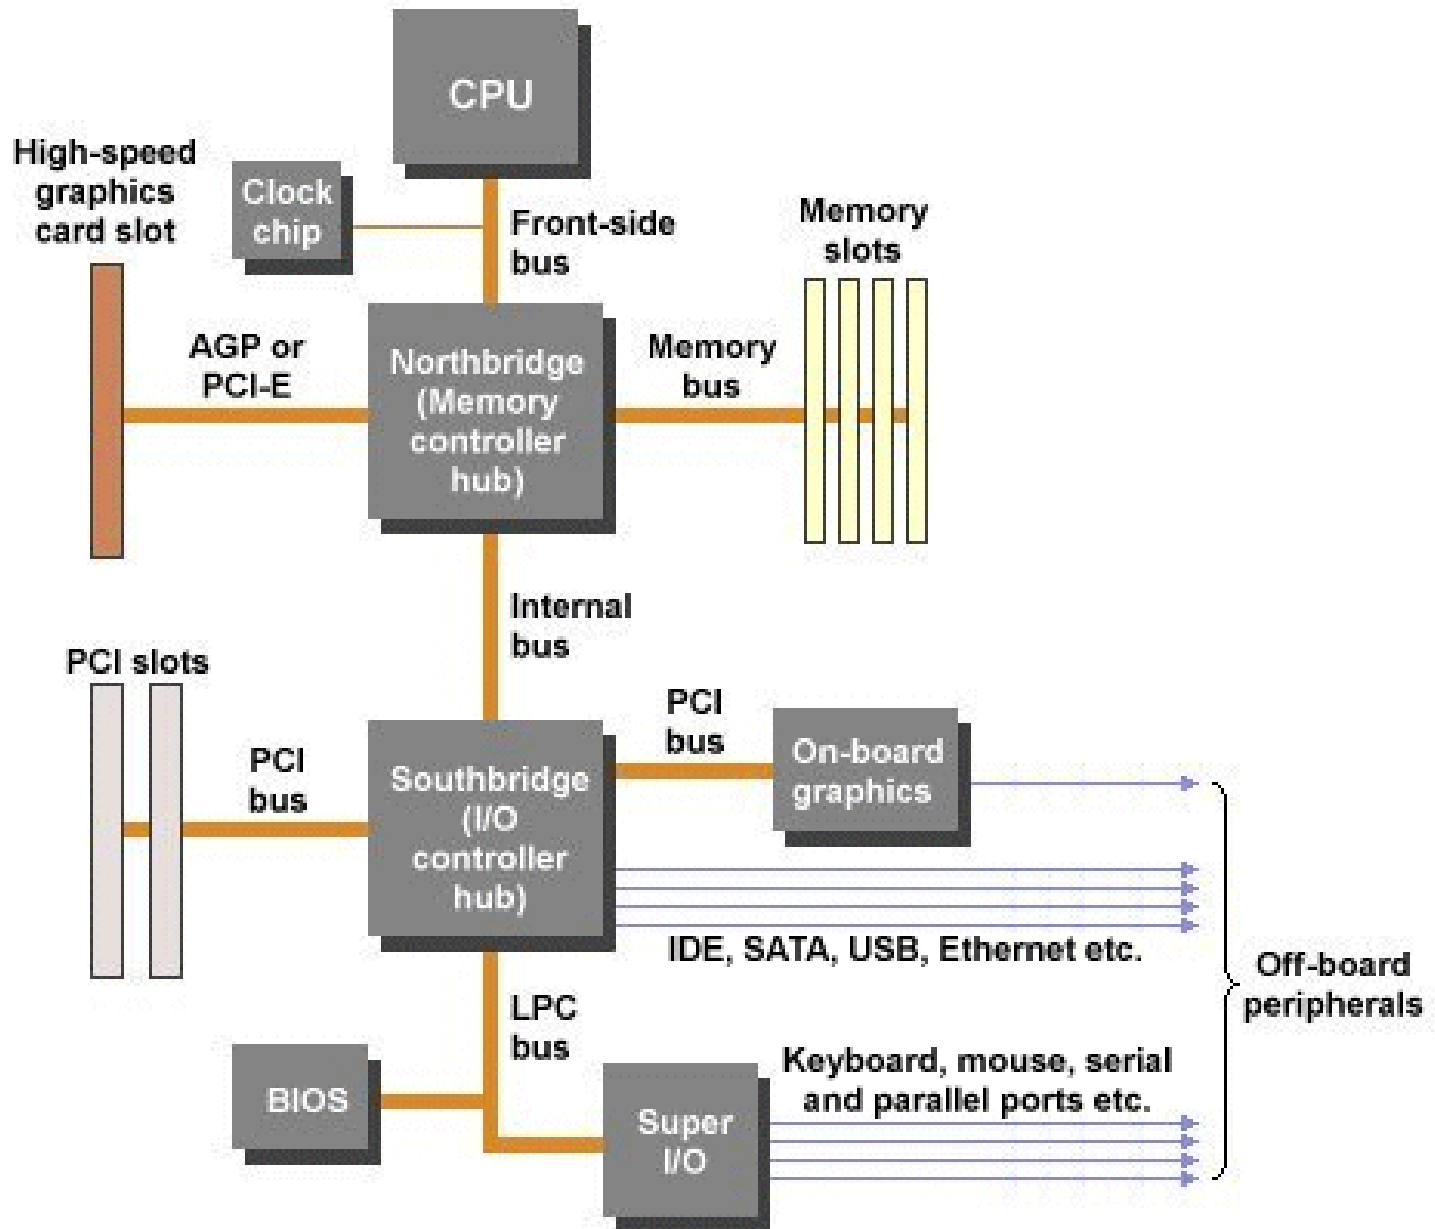 CPU
High-speed
graphics
card slot
Clock
chip
Front-side
bus
Memory
slots
AGP or
PCI-E
Northbridge
(Memory
controller
hub)
Memory
bus
Internal
bus
PCI slots
PCI
bus
Southbridge
(I/O
controller
hub)
PCI
bus
On-board
graphics
IDE, SATA, USB, Ethernet etc.
Off-board
peripherals
LPC
bus
BIOS
Super
I/O
Keyboard, mouse, serial
and parallel ports etc.